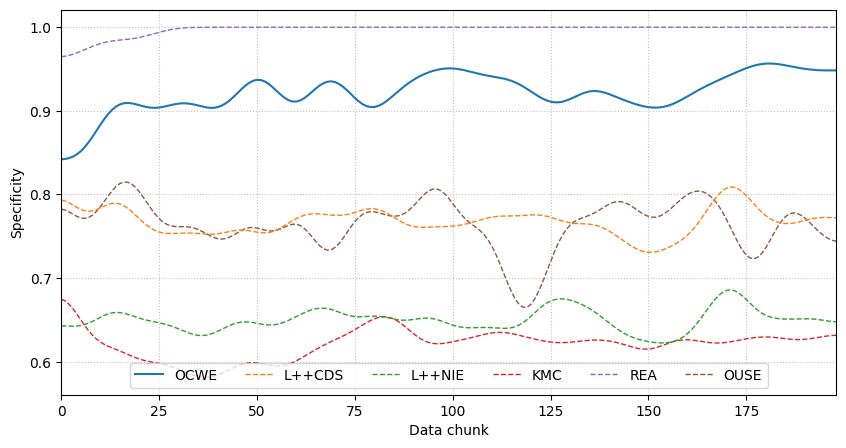 1.0
0.9
0.8
0.7
0.6
Specificity
0 25 50 75 100 125 150 175
Data chunk
OCWE L++CDS L++NIE KMC REA OUSE